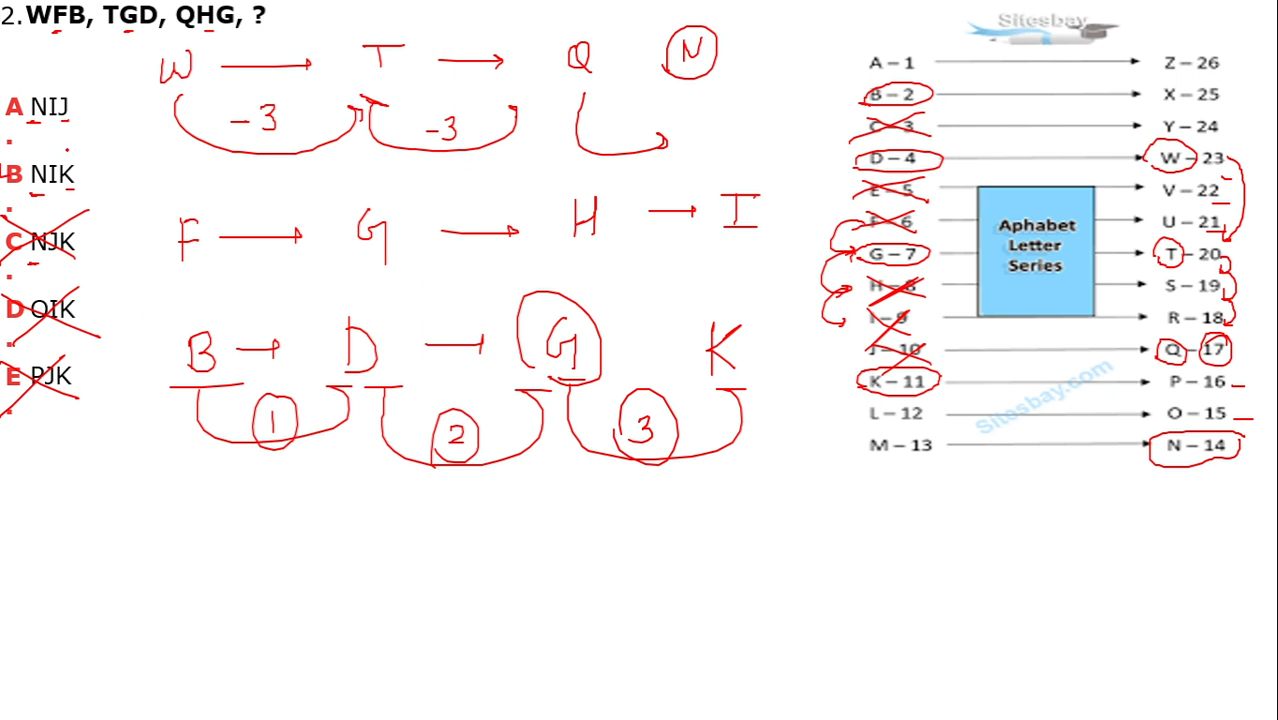 2.WFB, TGD, QHG, ?
A NIJ
B NIK
C NJK
D OIK
E PJK
W T Q N
-3 -3
F G H I
B D G K
1 2 3
Sitesbay
A – 1 Z – 26
B – 2 X – 25
C – 3 Y – 24
D – 4 W – 23
E – 5 V – 22
F – 6 U – 21
G – 7 T – 20
H – 8 S – 19
I – 9 R – 18
J – 10 Q – 17
K – 11 P – 16
L – 12 O – 15
M – 13 N – 14
Aphabet
Letter
Series
Sitesbay.com